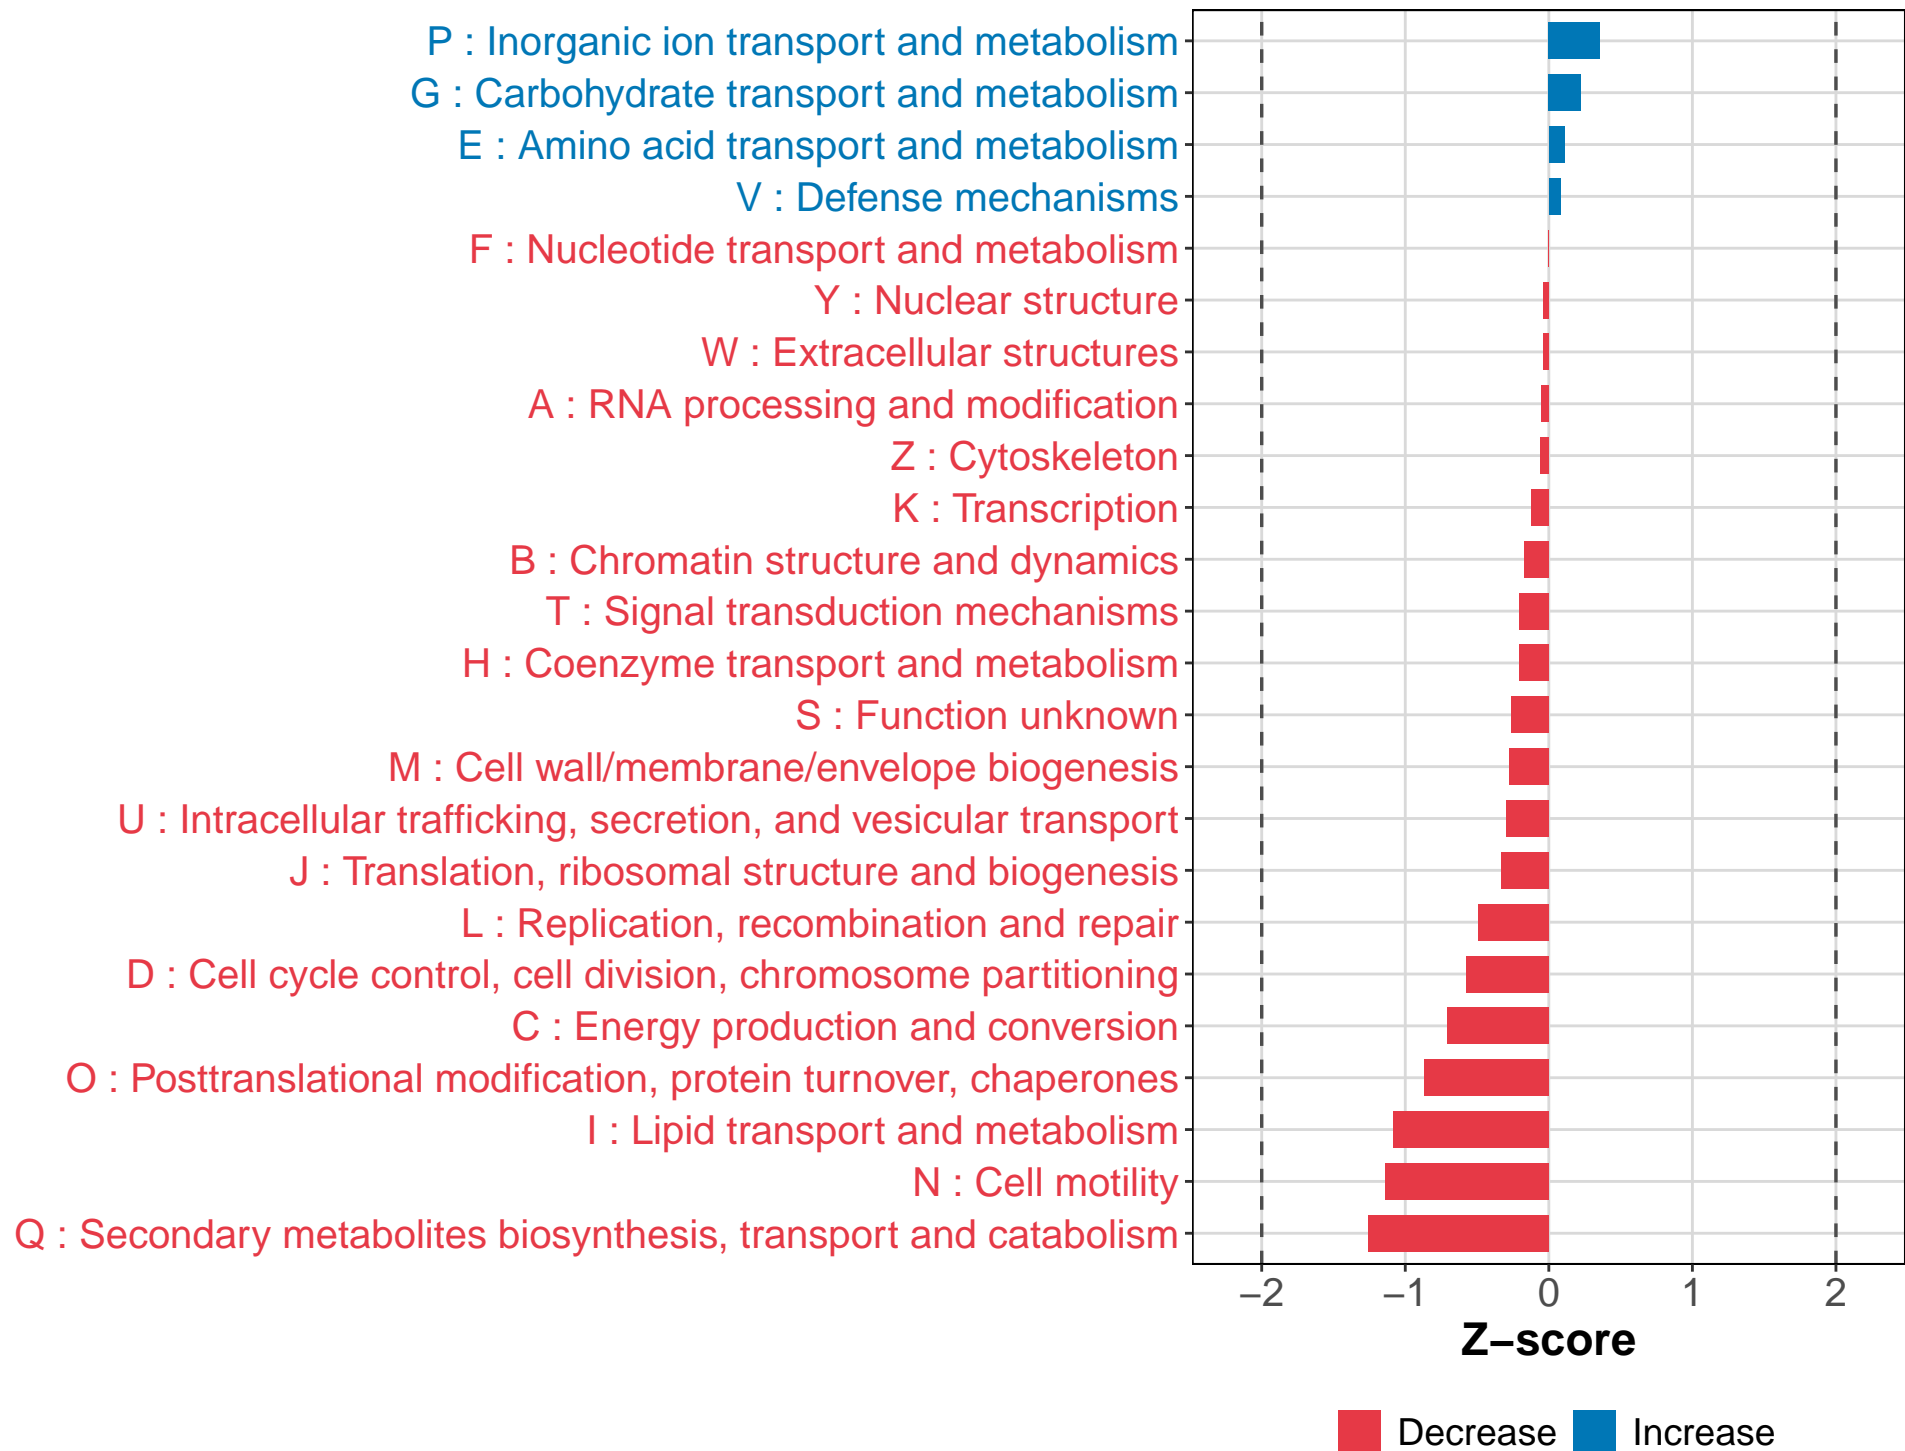 P : Inorganic ion transport and metabolism
G : Carbohydrate transport and metabolism
E : Amino acid transport and metabolism
V : Defense mechanisms
F : Nucleotide transport and metabolism
Y : Nuclear structure
W : Extracellular structures
A : RNA processing and modification
Z : Cytoskeleton
K : Transcription
B : Chromatin structure and dynamics
T : Signal transduction mechanisms
H : Coenzyme transport and metabolism
S : Function unknown
M : Cell wall/membrane/envelope biogenesis
U : Intracellular trafficking, secretion, and vesicular transport
J : Translation, ribosomal structure and biogenesis
L : Replication, recombination and repair
D : Cell cycle control, cell division, chromosome partitioning
C : Energy production and conversion
O : Posttranslational modification, protein turnover, chaperones
I : Lipid transport and metabolism
N : Cell motility
Q : Secondary metabolites biosynthesis, transport and catabolism
−2 −1 0 1 2
Z−score
Decrease Increase